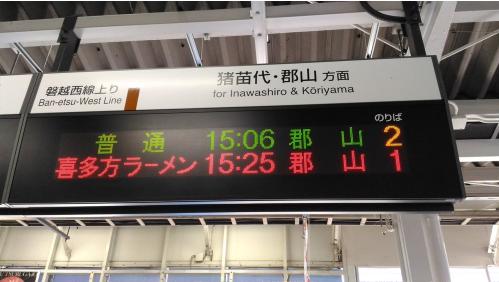 磐越西線上り
Ban-etsu-West Line
猪苗代・郡山 方面
for Inawashiro & Kōriyama
のりば
普通 15:06 郡山 2
喜多方ラーメン 15:25 郡山 1